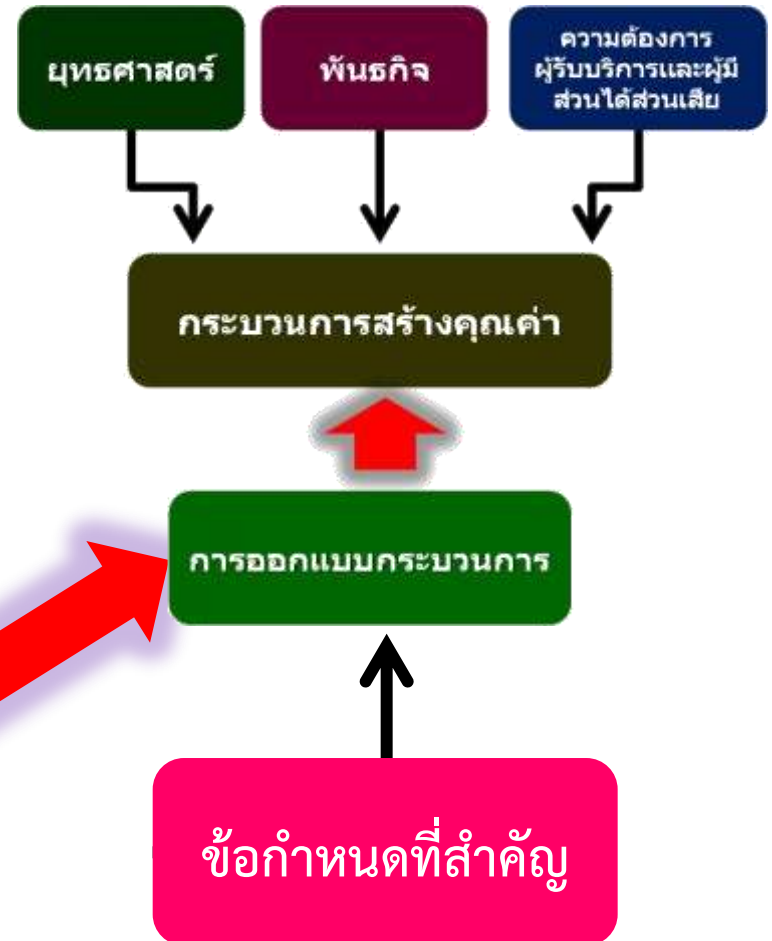 ยุทธศาสตร์
พันธกิจ
ความต้องการ
ผู้รับบริการและผู้มี
ส่วนได้ส่วนเสีย
กระบวนการสร้างคุณค่า
การออกแบบกระบวนการ
ข้อกำหนดที่สำคัญ